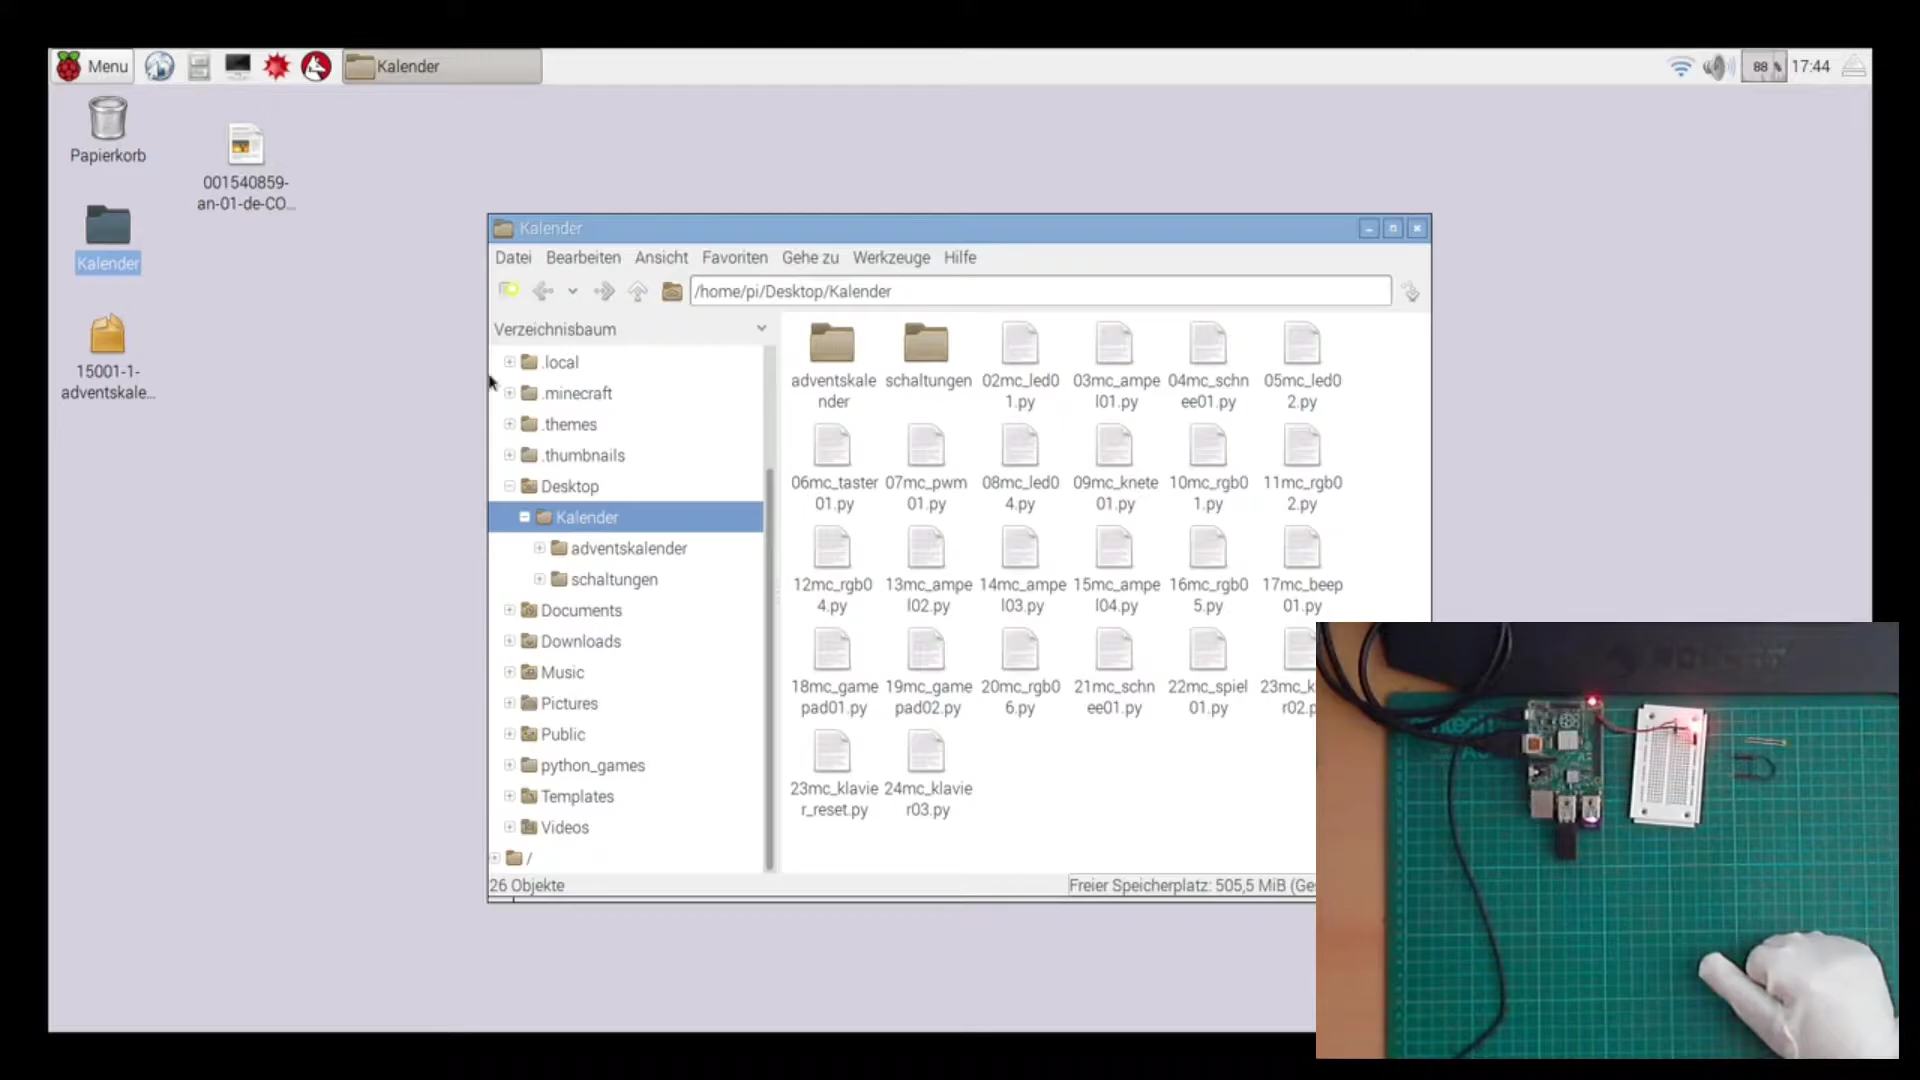 Menu
Kalender
88 %
17:44
Papierkorb
001540859-
an-01-de-CO...
Kalender
15001-1-
adventskale...
Kalender
Datei Bearbeiten Ansicht Favoriten Gehe zu Werkzeuge Hilfe
/home/pi/Desktop/Kalender
Verzeichnisbaum
.local
.minecraft
.themes
.thumbnails
Desktop
Kalender
adventskalender
schaltungen
Documents
Downloads
Music
Pictures
Public
python_games
Templates
Videos
/
adventskale
nder
schaltungen
02mc_led0
1.py
03mc_ampe
l01.py
04mc_schn
ee01.py
05mc_led0
2.py
06mc_taster
01.py
07mc_pwm
01.py
08mc_led0
4.py
09mc_knete
01.py
10mc_rgb0
1.py
11mc_rgb0
2.py
12mc_rgb0
4.py
13mc_ampe
l02.py
14mc_ampe
l03.py
15mc_ampe
l04.py
16mc_rgb0
5.py
17mc_beep
01.py
18mc_game
pad01.py
19mc_game
pad02.py
20mc_rgb0
6.py
21mc_schn
ee01.py
22mc_spiel
01.py
23mc_k
r02.p
23mc_klavie
r_reset.py
24mc_klavie
r03.py
26 Objekte
Freier Speicherplatz: 505,5 MiB (Ge